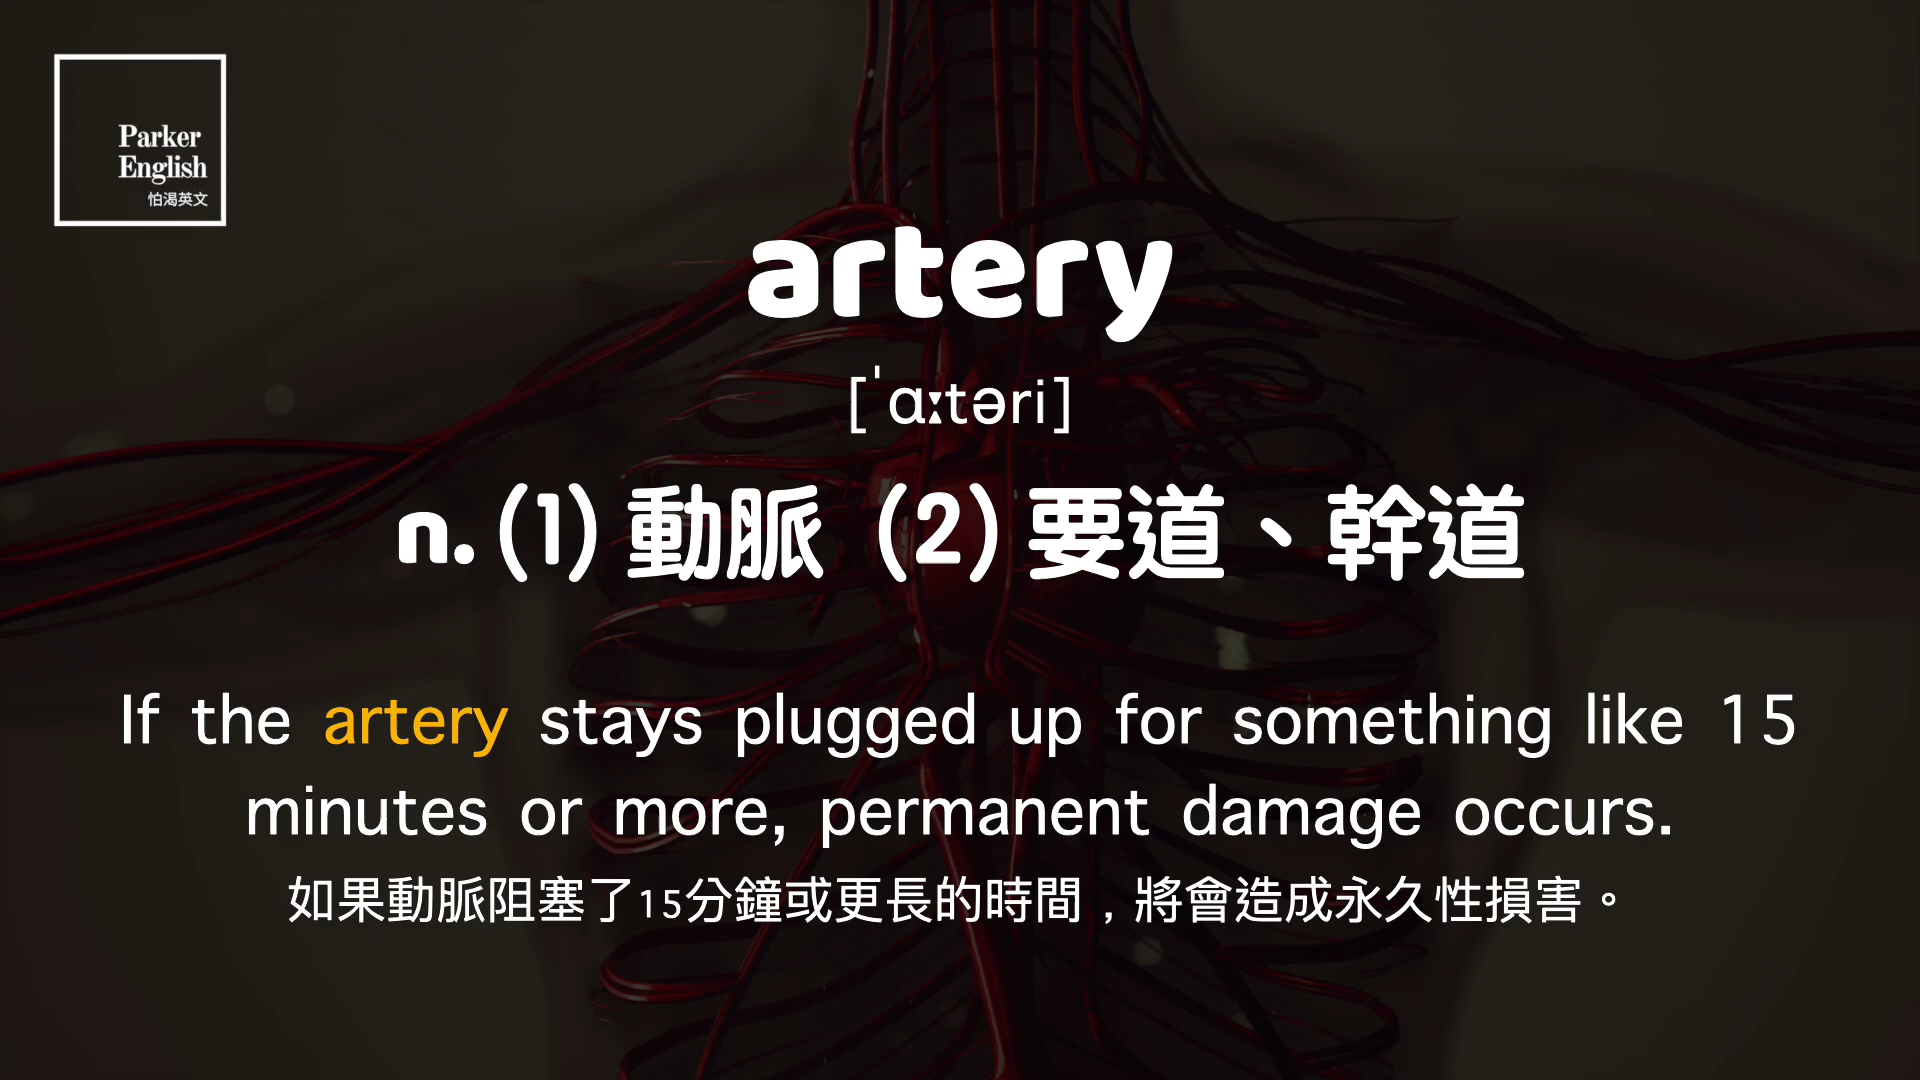 Parker
English
怕渴英文
artery
[ˈɑːtəri]
n. (1) 動脈 (2) 要道、幹道
If the artery stays plugged up for something like 15
minutes or more, permanent damage occurs.
如果動脈阻塞了15分鐘或更長的時間，將會造成永久性損害。